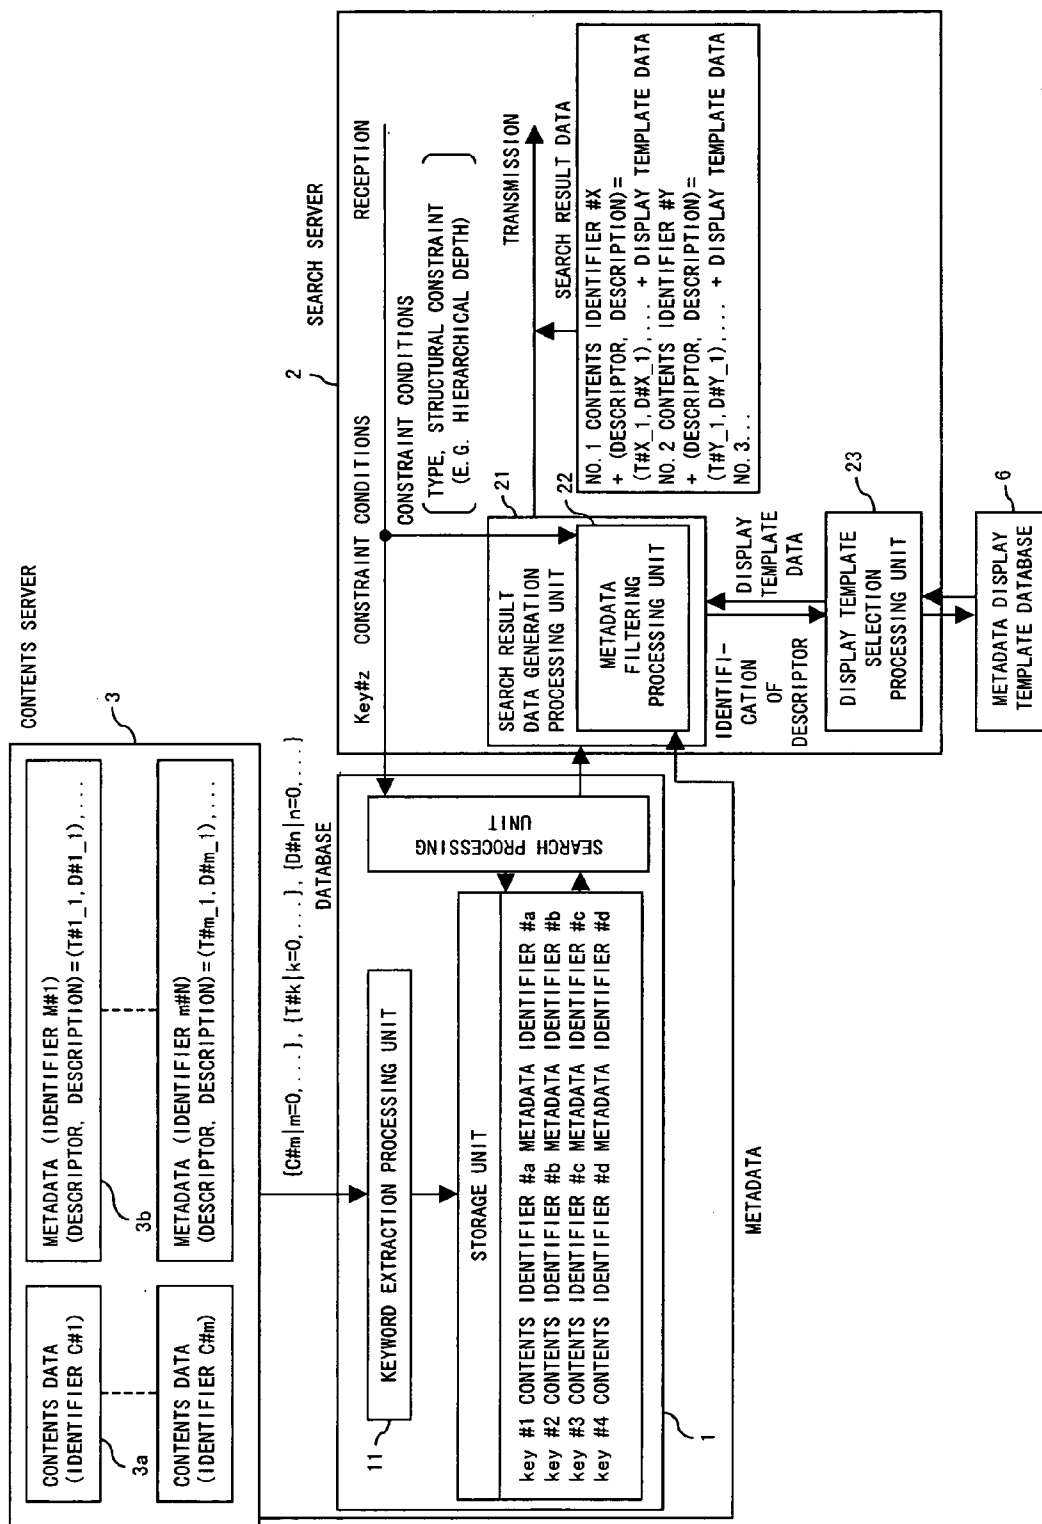 CONTENTS SERVER
3
CONTENTS DATA
(IDENTIFIER C#1)
3a
CONTENTS DATA
(IDENTIFIER C#m)
METADATA (IDENTIFIER M#1)
(DESCRIPTOR, DESCRIPTION)=(T#1_1, D#1_1),...
3b
METADATA (IDENTIFIER m#N)
(DESCRIPTOR, DESCRIPTION)=(T#m_1, D#m_1),...
{C#m|m=0,...}, {T#k|k=0,...}, {D#n|n=0,...}
DATABASE
11
KEYWORD EXTRACTION PROCESSING UNIT
STORAGE UNIT
key #1 CONTENTS IDENTIFIER #a METADATA IDENTIFIER #a
key #2 CONTENTS IDENTIFIER #b METADATA IDENTIFIER #b
key #3 CONTENTS IDENTIFIER #c METADATA IDENTIFIER #c
key #4 CONTENTS IDENTIFIER #d METADATA IDENTIFIER #d
SEARCH PROCESSING
UNIT
1
METADATA
SEARCH SERVER
2
Key#z
CONSTRAINT CONDITIONS
RECEPTION
CONSTRAINT CONDITIONS
TYPE, STRUCTURAL CONSTRAINT
(E.G. HIERARCHICAL DEPTH)
TRANSMISSION
21
SEARCH RESULT
DATA GENERATION
PROCESSING UNIT
22
METADATA
FILTERING
PROCESSING UNIT
SEARCH RESULT DATA
NO.1 CONTENTS IDENTIFIER #X
+ (DESCRIPTOR, DESCRIPTION)=
(T#X_1, D#X_1),... + DISPLAY TEMPLATE DATA
NO.2 CONTENTS IDENTIFIER #Y
+ (DESCRIPTOR, DESCRIPTION)=
(T#Y_1, D#Y_1),... + DISPLAY TEMPLATE DATA
NO.3...
IDENTIFI-
CATION
OF
DESCRIPTOR
DISPLAY
TEMPLATE
DATA
23
DISPLAY TEMPLATE
SELECTION
PROCESSING UNIT
6
METADATA DISPLAY
TEMPLATE DATABASE